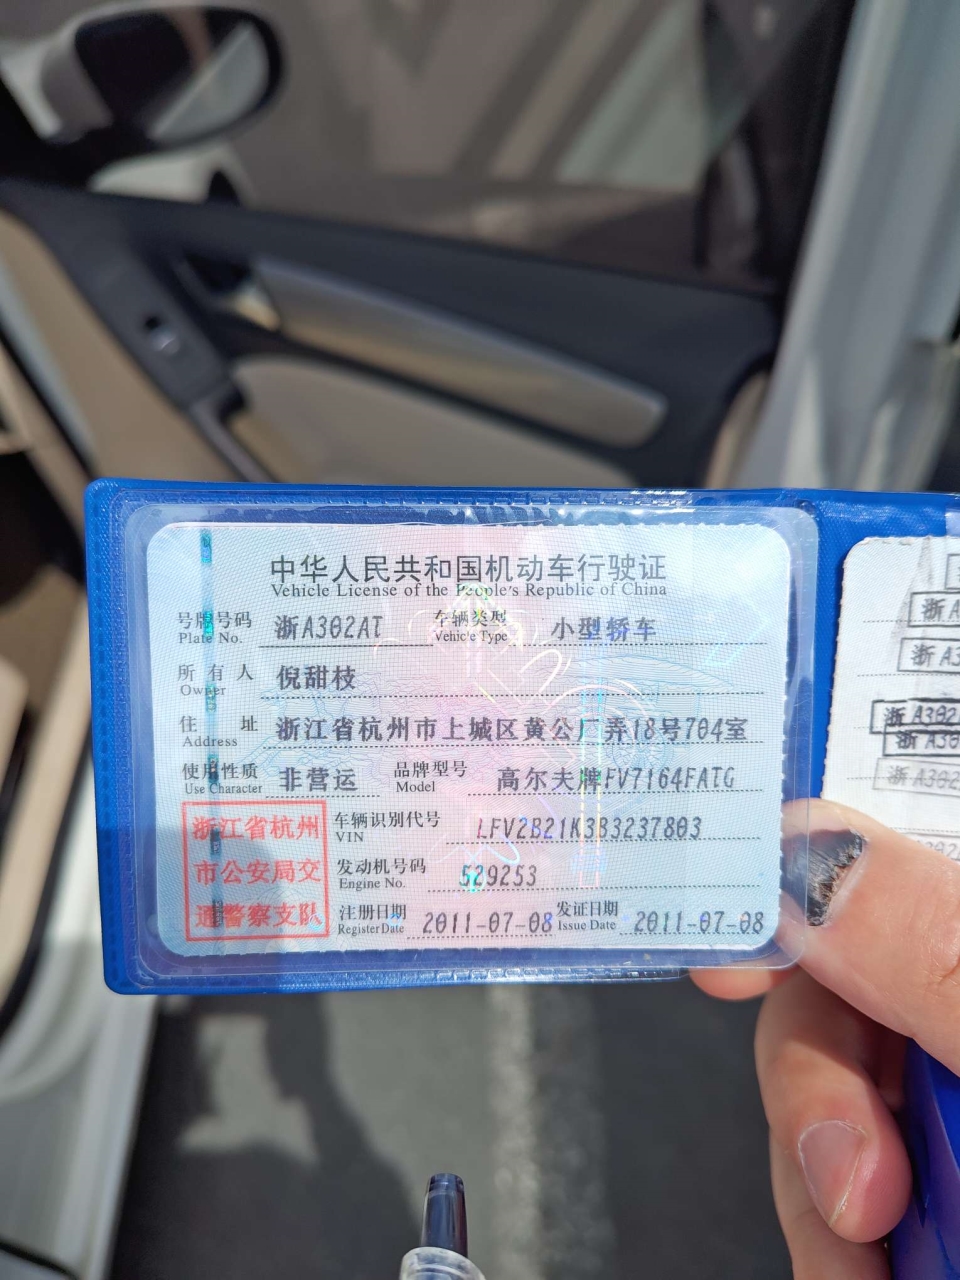 中华人民共和国机动车行驶证
Vehicle License of the People's Republic of China
号牌号码 浙A302AT 车辆类型 小型轿车
Plate No. Vehicle Type
所有人 倪甜枝
Owner
住址 浙江省杭州市上城区黄公厂弄18号704室
Address
使用性质 非营运 品牌型号 高尔夫牌FV7164FATG
Use Character Model
浙江省杭州
市公安局交
通警察支队
车辆识别代号 LFV2B21K3B3237803
VIN
发动机号码 529253
Engine No.
注册日期 2011-07-08 发证日期 2011-07-08
Register Date Issue Date
浙A
浙A3
浙A302
浙A30
浙A302